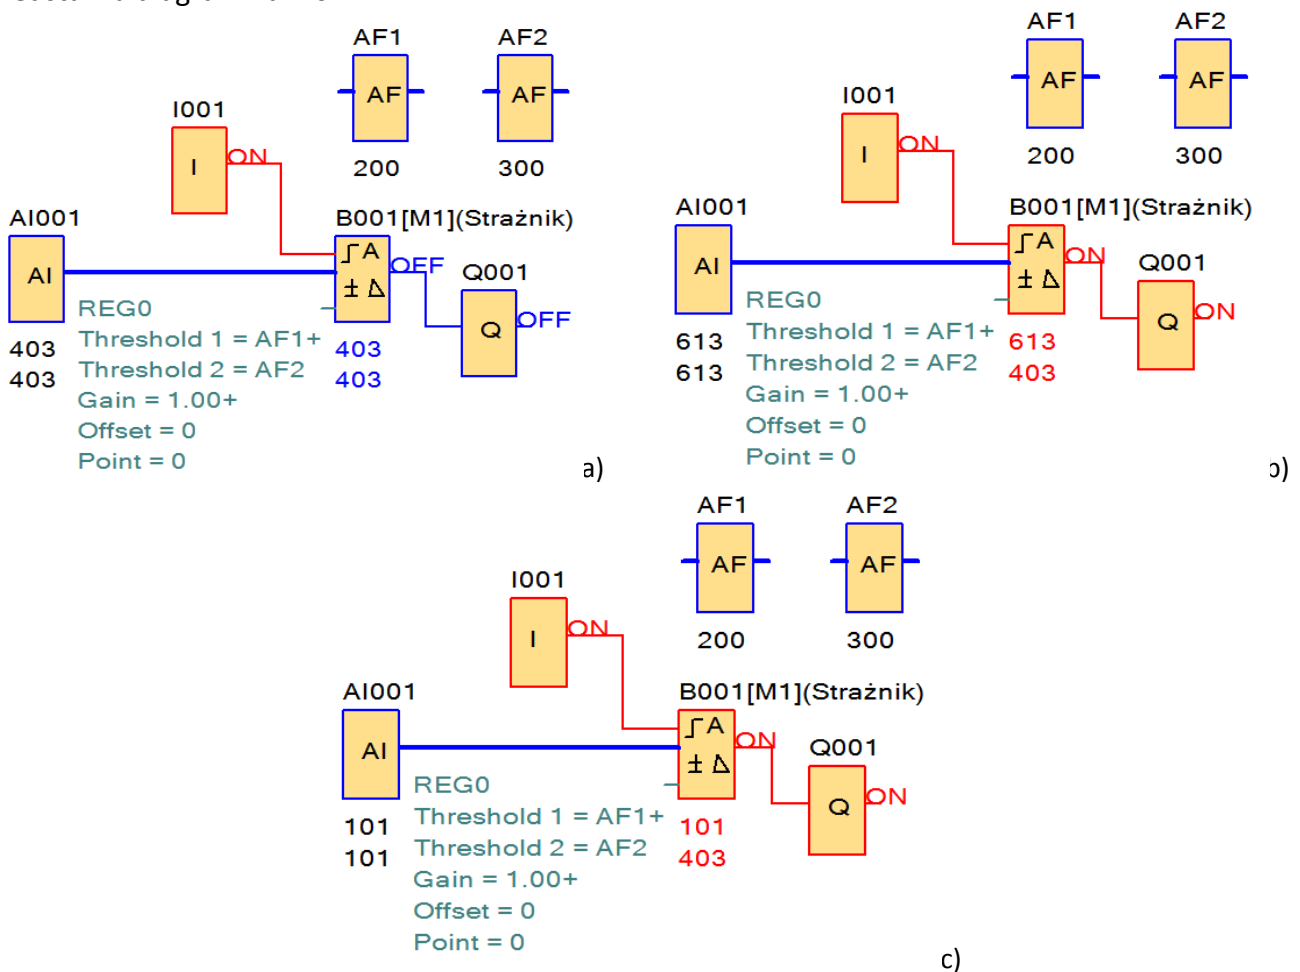 AF1
AF2
AF
AF
200
300
I001
I
ON
AI001
AI
B001[M1](Strażnik)
A
± Δ
OFF
Q001
Q
OFF
403
403
REG0
Threshold 1 = AF1+
Threshold 2 = AF2
Gain = 1.00+
Offset = 0
Point = 0
403
403
a)
AF1
AF2
AF
AF
200
300
I001
I
ON
AI001
AI
B001[M1](Strażnik)
A
± Δ
ON
Q001
Q
ON
613
613
REG0
Threshold 1 = AF1+
Threshold 2 = AF2
Gain = 1.00+
Offset = 0
Point = 0
613
403
b)
AF1
AF2
AF
AF
200
300
I001
I
ON
AI001
AI
B001[M1](Strażnik)
A
± Δ
ON
Q001
Q
ON
101
101
REG0
Threshold 1 = AF1+
Threshold 2 = AF2
Gain = 1.00+
Offset = 0
Point = 0
101
403
c)